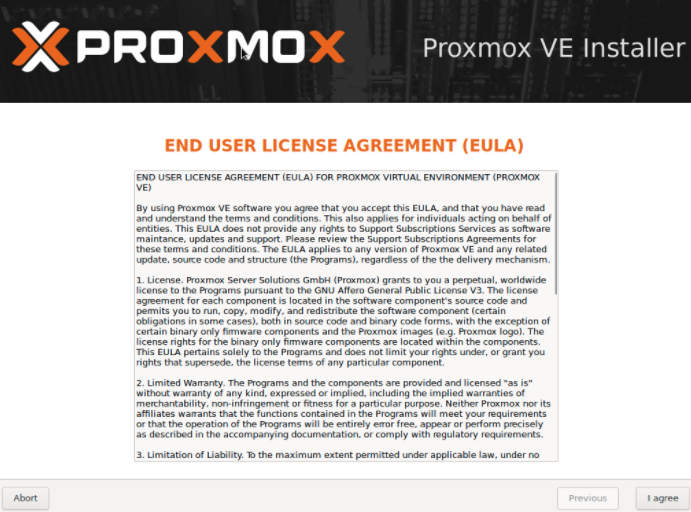 PROXMOX
Proxmox VE Installer
END USER LICENSE AGREEMENT (EULA)
END USER LICENSE AGREEMENT (EULA) FOR PROXMOX VIRTUAL ENVIRONMENT (PROXMOX
VE)
By using Proxmox VE software you agree that you accept this EULA, and that you have read
and understand the terms and conditions. This also applies for individuals acting on behalf of
entities. This EULA does not provide any rights to Support Subscriptions Services as software
maintance, updates and support. Please review the Support Subscriptions Agreements for
these terms and conditions. The EULA applies to any version of Proxmox VE and any related
update, source code and structure (the Programs), regardless of the the delivery mechanism.
1. License. Proxmox Server Solutions GmbH (Proxmox) grants to you a perpetual, worldwide
license to the Programs pursuant to the GNU Affero General Public License V3. The license
agreement for each component is located in the software component's source code and
permits you to run, copy, modify, and redistribute the software component (certain
obligations in some cases), both in source code and binary code forms, with the exception of
certain binary only firmware components and the Proxmox images (e.g. Proxmox logo). The
license rights for the binary only firmware components are located within the components.
This EULA pertains solely to the Programs and does not limit your rights under, or grant you
rights that supersede, the license terms of any particular component.
2. Limited Warranty. The Programs and the components are provided and licensed "as is"
without warranty of any kind, expressed or implied, including the implied warranties of
merchantability, non-infringement or fitness for a particular purpose. Neither Proxmox nor its
affiliates warrants that the functions contained in the Programs will meet your requirements
or that the operation of the Programs will be entirely error free, appear or perform precisely
as described in the accompanying documentation, or comply with regulatory requirements.
3. Limitation of Liability. To the maximum extent permitted under applicable law, under no
Abort
Previous
I agree